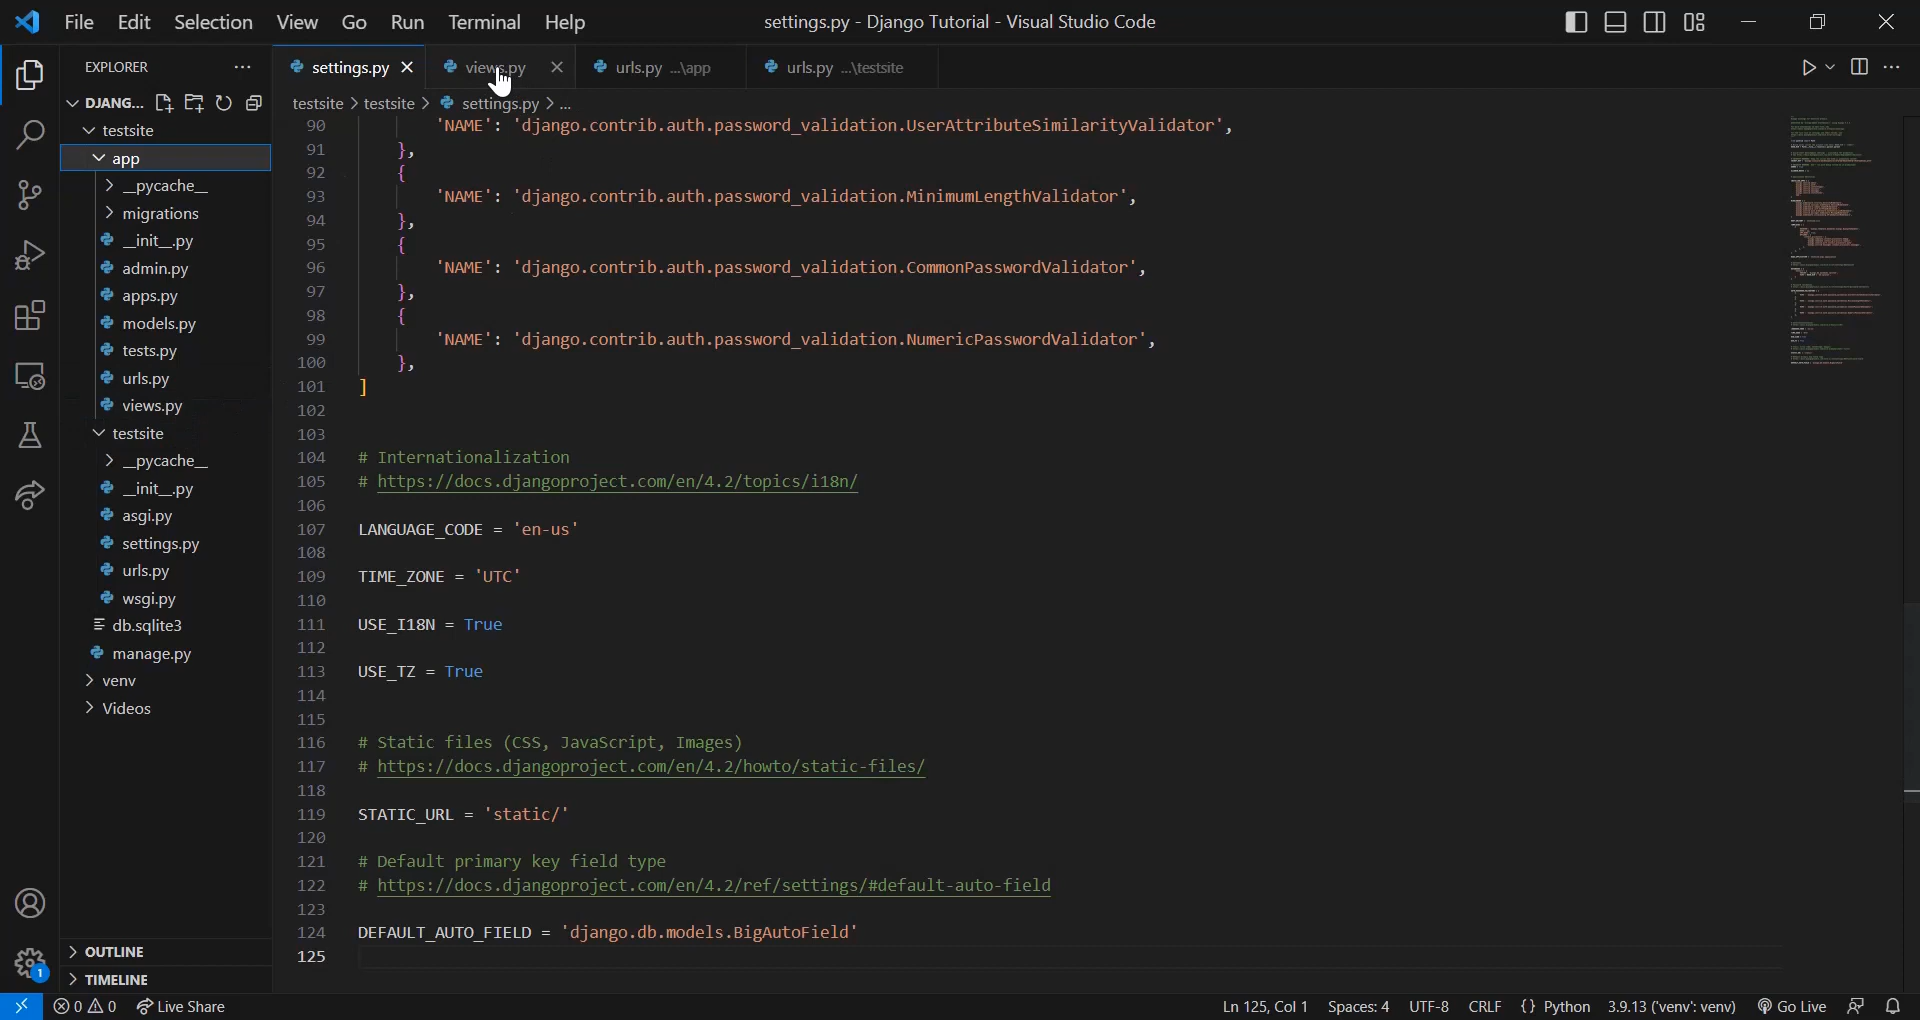 File Edit Selection View Go Run Terminal Help
settings.py - Django Tutorial - Visual Studio Code
EXPLORER
DJANG...
testsite
app
__pycache__
migrations
__init__.py
admin.py
apps.py
models.py
tests.py
urls.py
views.py
testsite
__pycache__
__init__.py
asgi.py
settings.py
urls.py
wsgi.py
db.sqlite3
manage.py
venv
Videos
OUTLINE
TIMELINE
settings.py views.py urls.py ...\app urls.py ...\testsite
testsite > testsite > settings.py > ...
90 'NAME': 'django.contrib.auth.password_validation.UserAttributeSimilarityValidator',
91 },
92 {
93 'NAME': 'django.contrib.auth.password_validation.MinimumLengthValidator',
94 },
95 {
96 'NAME': 'django.contrib.auth.password_validation.CommonPasswordValidator',
97 },
98 {
99 'NAME': 'django.contrib.auth.password_validation.NumericPasswordValidator',
100 },
101 ]
102
103
104 # Internationalization
105 # https://docs.djangoproject.com/en/4.2/topics/i18n/
106
107 LANGUAGE_CODE = 'en-us'
108
109 TIME_ZONE = 'UTC'
110
111 USE_I18N = True
112
113 USE_TZ = True
114
115
116 # Static files (CSS, JavaScript, Images)
117 # https://docs.djangoproject.com/en/4.2/howto/static-files/
118
119 STATIC_URL = 'static/'
120
121 # Default primary key field type
122 # https://docs.djangoproject.com/en/4.2/ref/settings/#default-auto-field
123
124 DEFAULT_AUTO_FIELD = 'django.db.models.BigAutoField'
125
1
0 0 Live Share Ln 125, Col 1 Spaces: 4 UTF-8 CRLF {} Python 3.9.13 ('venv': venv) Go Live